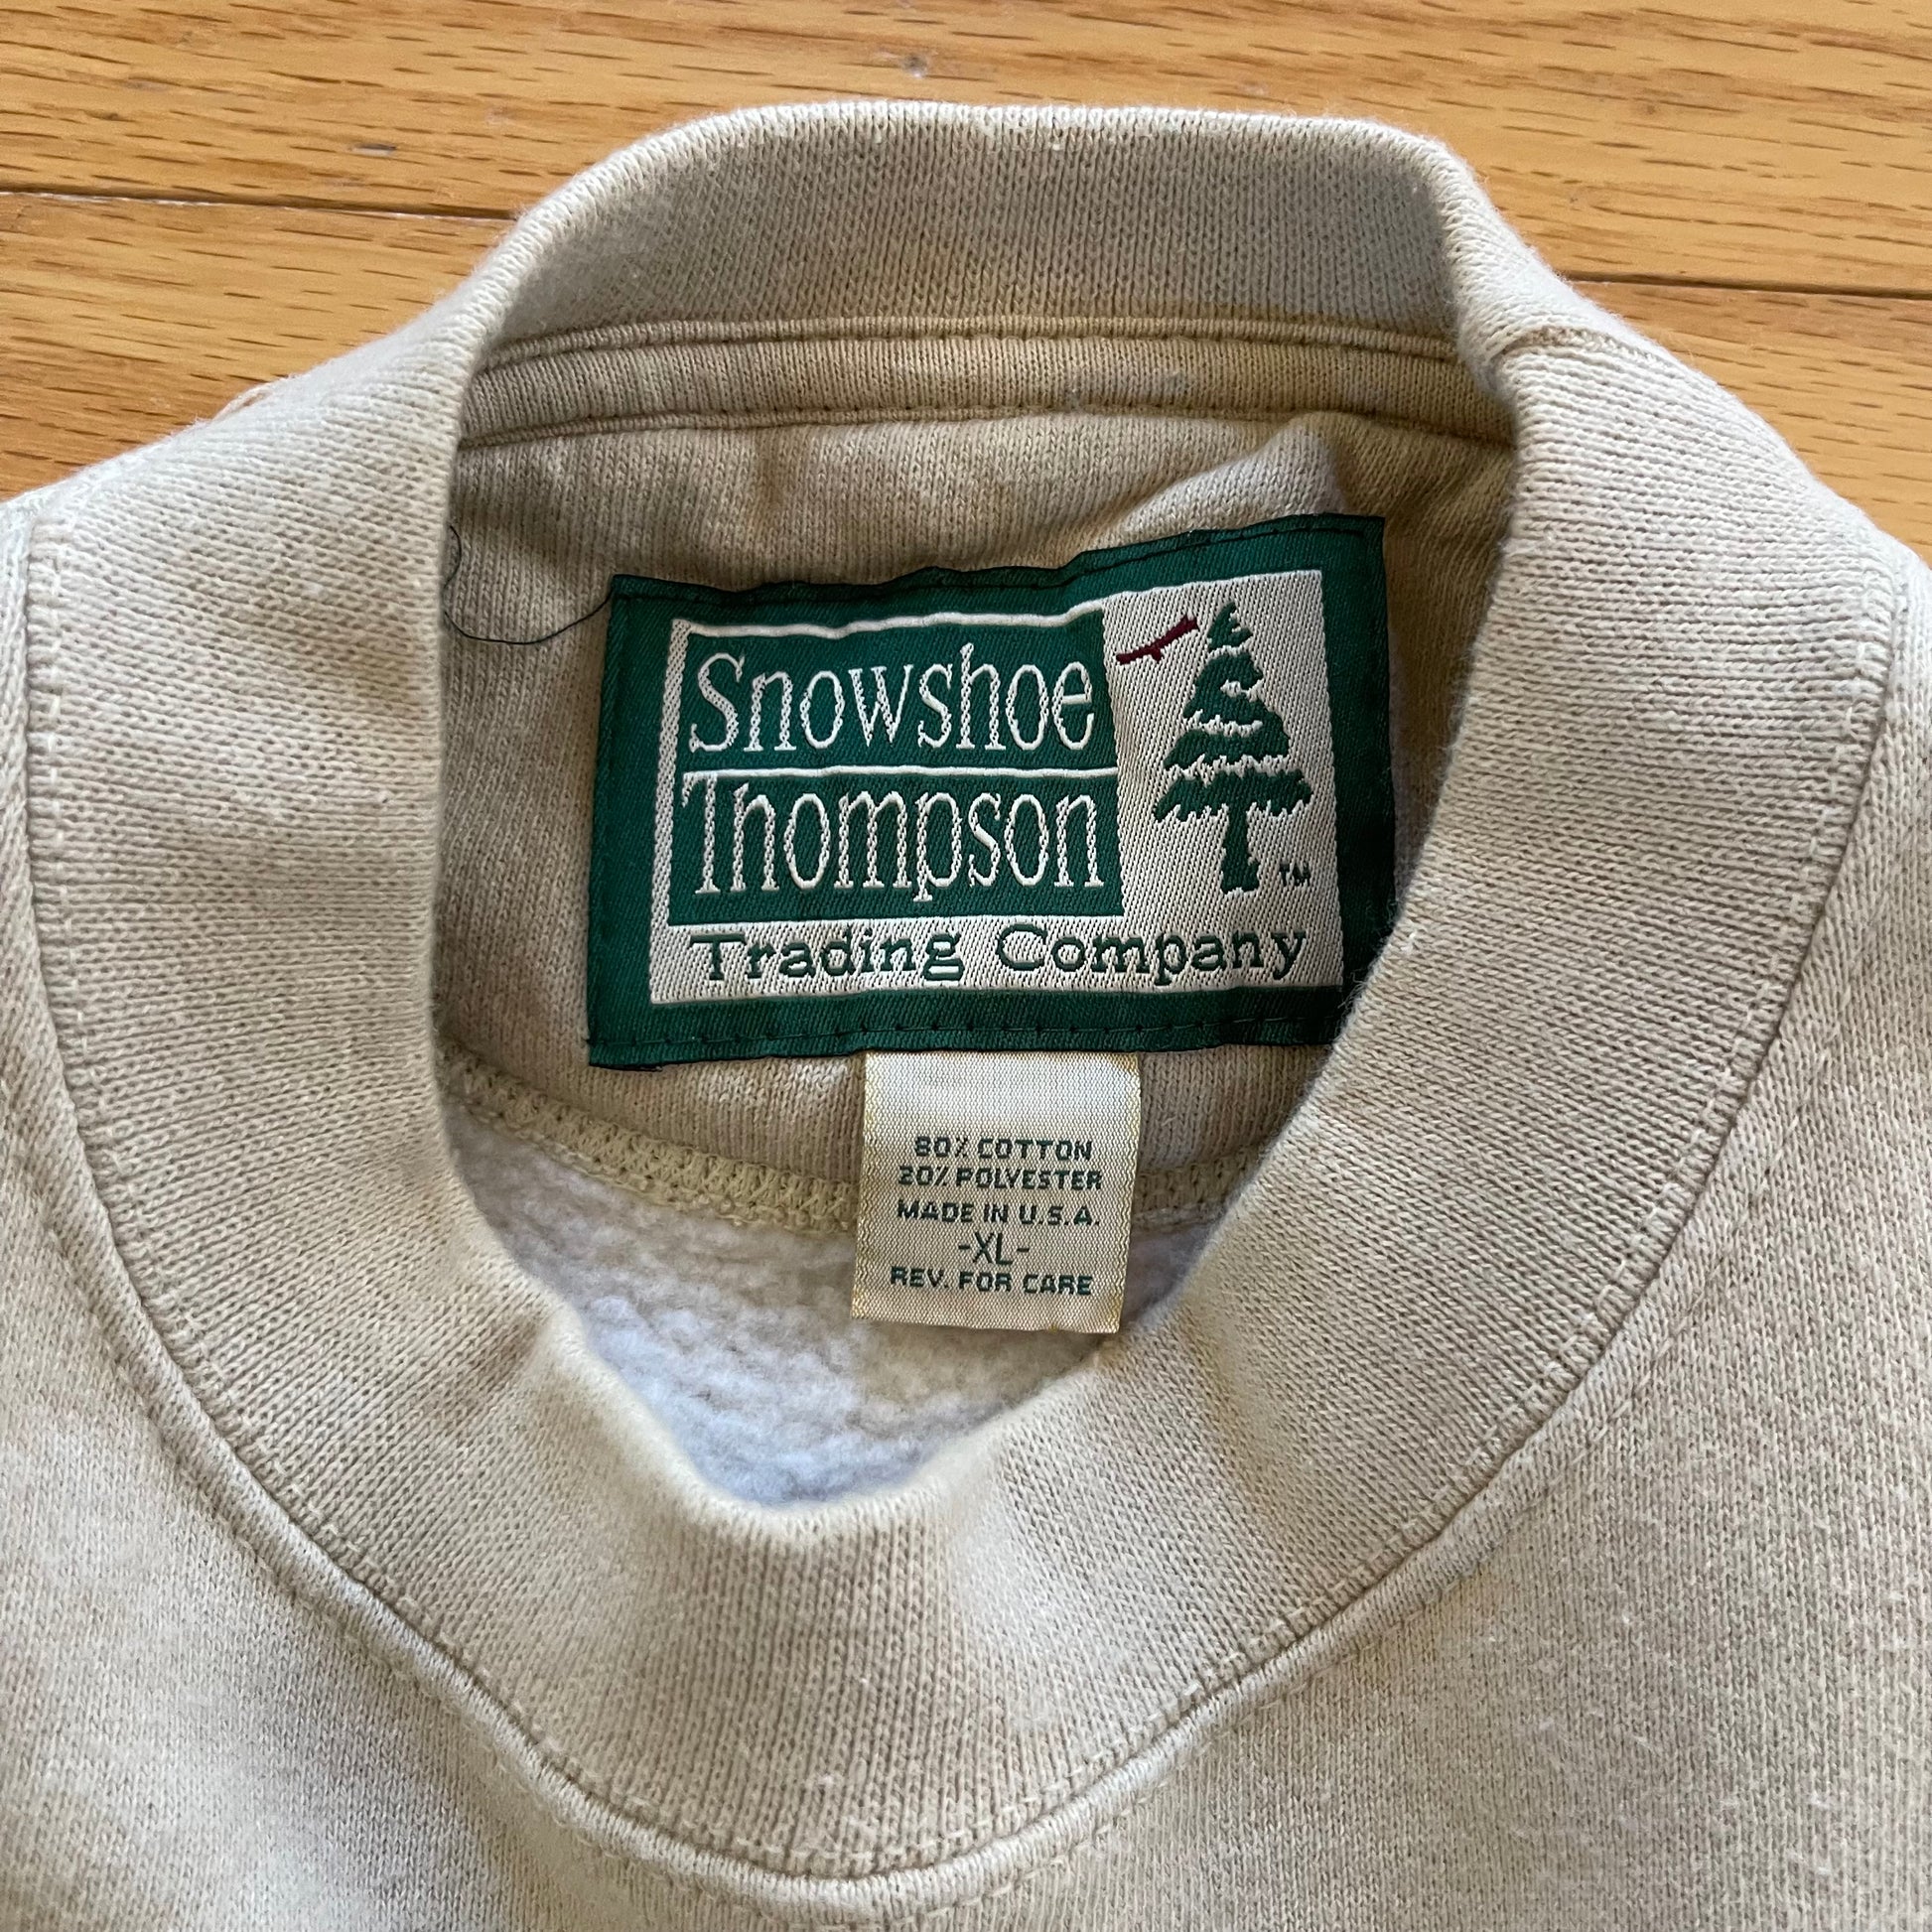 Snowshoe
Thompson
TM
Trading Company
80% COTTON
20% POLYESTER
MADE IN U.S.A.
-XL-
REV. FOR CARE